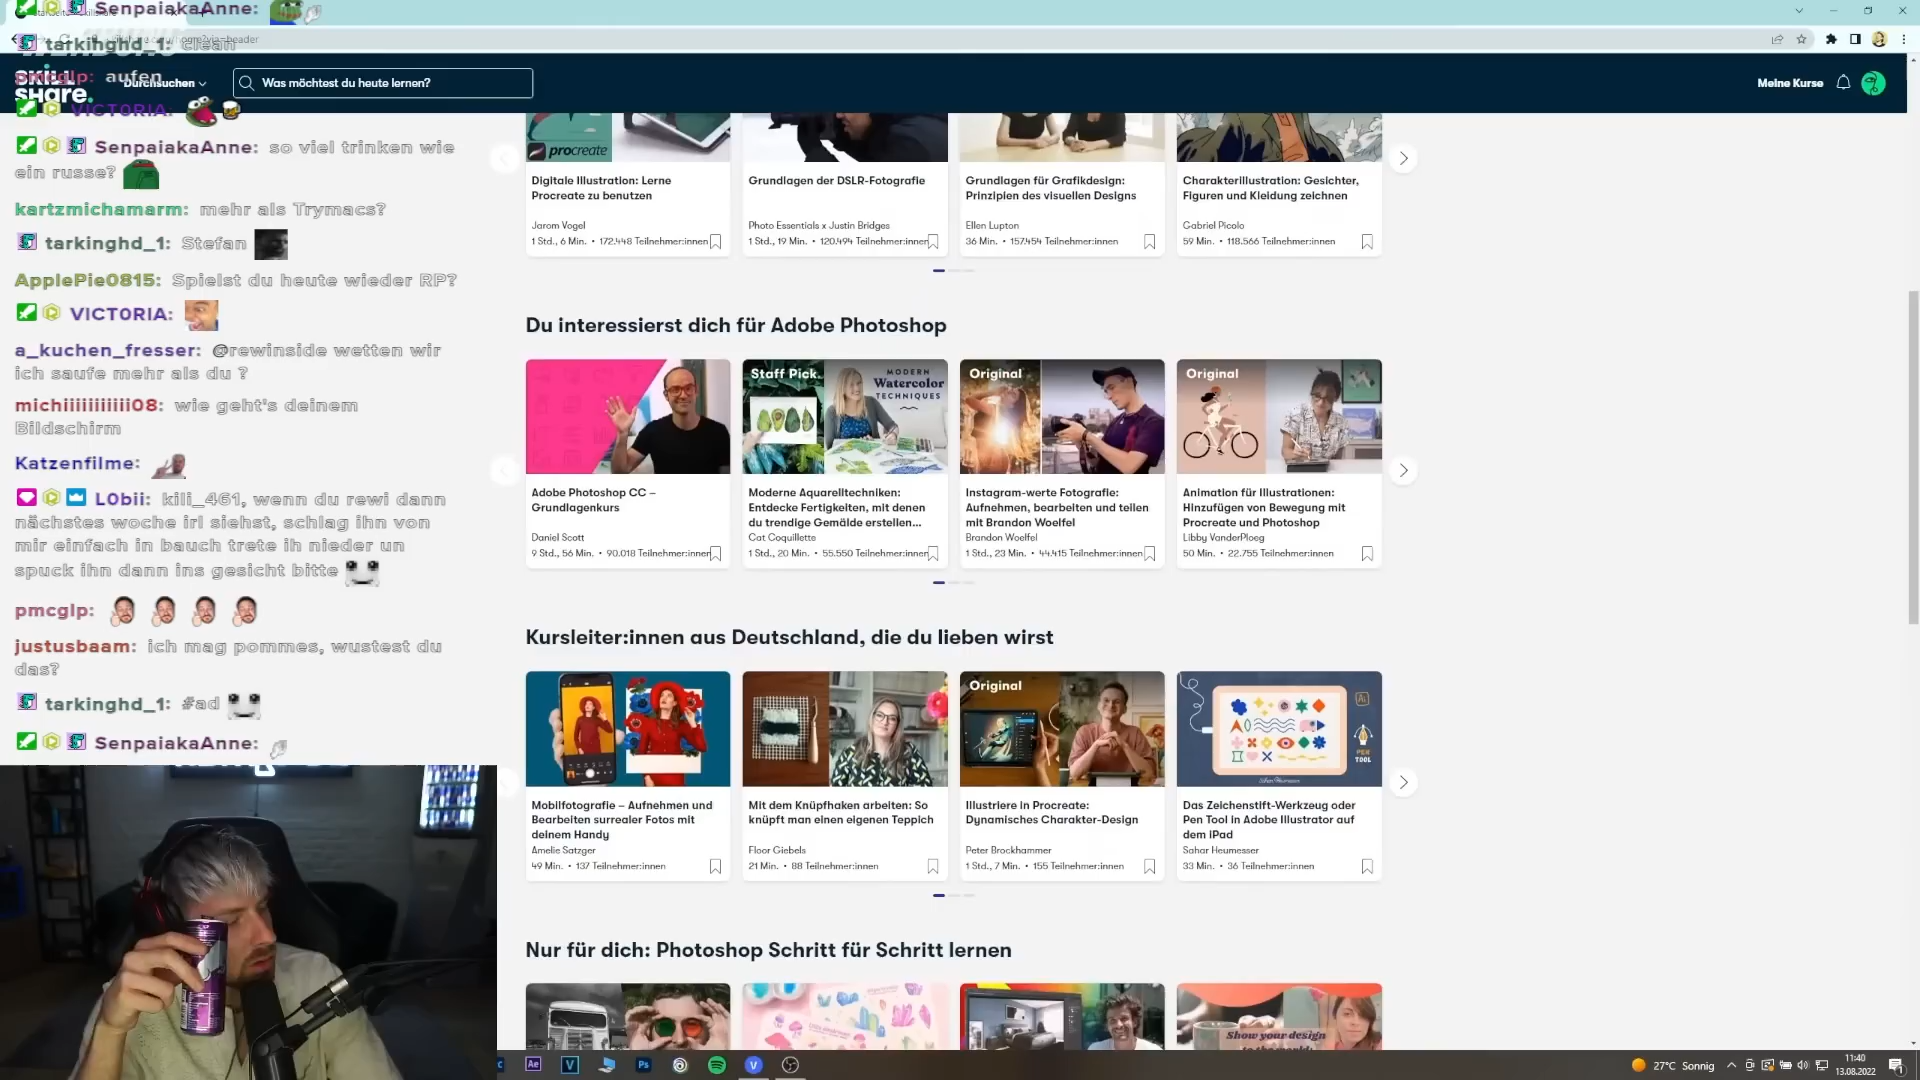 SenpaiakaAnne:
tarkinghd_1: clean
pmcglp: aufen
VICT0RIA:
SenpaiakaAnne: so viel trinken wie
ein russe?
kartzmichamarm: mehr als Trymacs?
tarkinghd_1: Stefan
ApplePie0815: Spielst du heute wieder RP?
VICT0RIA:
a_kuchen_fresser: @rewinside wetten wir
ich saufe mehr als du ?
michiiiiiiiiiii08: wie geht's deinem
Bildschirm
Katzenfilme:
L0bii: kili_461, wenn du rewi dann
nächstes woche irl siehst, schlag ihn von
mir einfach in bauch trete ih nieder un
spuck ihn dann ins gesicht bitte
pmcglp:
justusbaam: ich mag pommes, wustest du
das?
tarkinghd_1: #ad
SenpaiakaAnne:
SKILL
SHare.
Durchsuchen
Was möchtest du heute lernen?
Meine Kurse
procreate
Digitale Illustration: Lerne
Procreate zu benutzen
Jarom Vogel
1 Std., 6 Min. • 172.448 Teilnehmer:innen
Grundlagen der DSLR-Fotografie
Photo Essentials x Justin Bridges
1 Std., 19 Min. • 120.494 Teilnehmer:innen
Grundlagen für Grafikdesign:
Prinzipien des visuellen Designs
Ellen Lupton
36 Min. • 157.454 Teilnehmer:innen
Charakterillustration: Gesichter,
Figuren und Kleidung zeichnen
Gabriel Picolo
59 Min. • 118.566 Teilnehmer:innen
Du interessierst dich für Adobe Photoshop
Adobe Photoshop CC –
Grundlagenkurs
Daniel Scott
9 Std., 56 Min. • 90.018 Teilnehmer:innen
Staff Pick
MODERN
Watercolor
TECHNIQUES
Moderne Aquarelltechniken:
Entdecke Fertigkeiten, mit denen
du trendige Gemälde erstellen...
Cat Coquillette
1 Std., 20 Min. • 55.550 Teilnehmer:innen
Original
Instagram-werte Fotografie:
Aufnehmen, bearbeiten und teilen
mit Brandon Woelfel
Brandon Woelfel
1 Std., 23 Min. • 44.415 Teilnehmer:innen
Original
Animation für Illustrationen:
Hinzufügen von Bewegung mit
Procreate und Photoshop
Libby VanderPloeg
50 Min. • 22.755 Teilnehmer:innen
Kursleiter:innen aus Deutschland, die du lieben wirst
Mobilfotografie – Aufnehmen und
Bearbeiten surrealer Fotos mit
deinem Handy
Amelie Satzger
49 Min. • 137 Teilnehmer:innen
Mit dem Knüpfhaken arbeiten: So
knüpft man einen eigenen Teppich
Floor Giebels
21 Min. • 88 Teilnehmer:innen
Original
Illustriere in Procreate:
Dynamisches Charakter-Design
Peter Brockhammer
1 Std., 7 Min. • 155 Teilnehmer:innen
Ai
PEN
TOOL
Das Zeichenstift-Werkzeug oder
Pen Tool in Adobe Illustrator auf
dem iPad
Sahar Heumesser
33 Min. • 36 Teilnehmer:innen
Nur für dich: Photoshop Schritt für Schritt lernen
Show your design
Ae
V
Ps
V
27°C Sonnig
11:40
13.08.2022